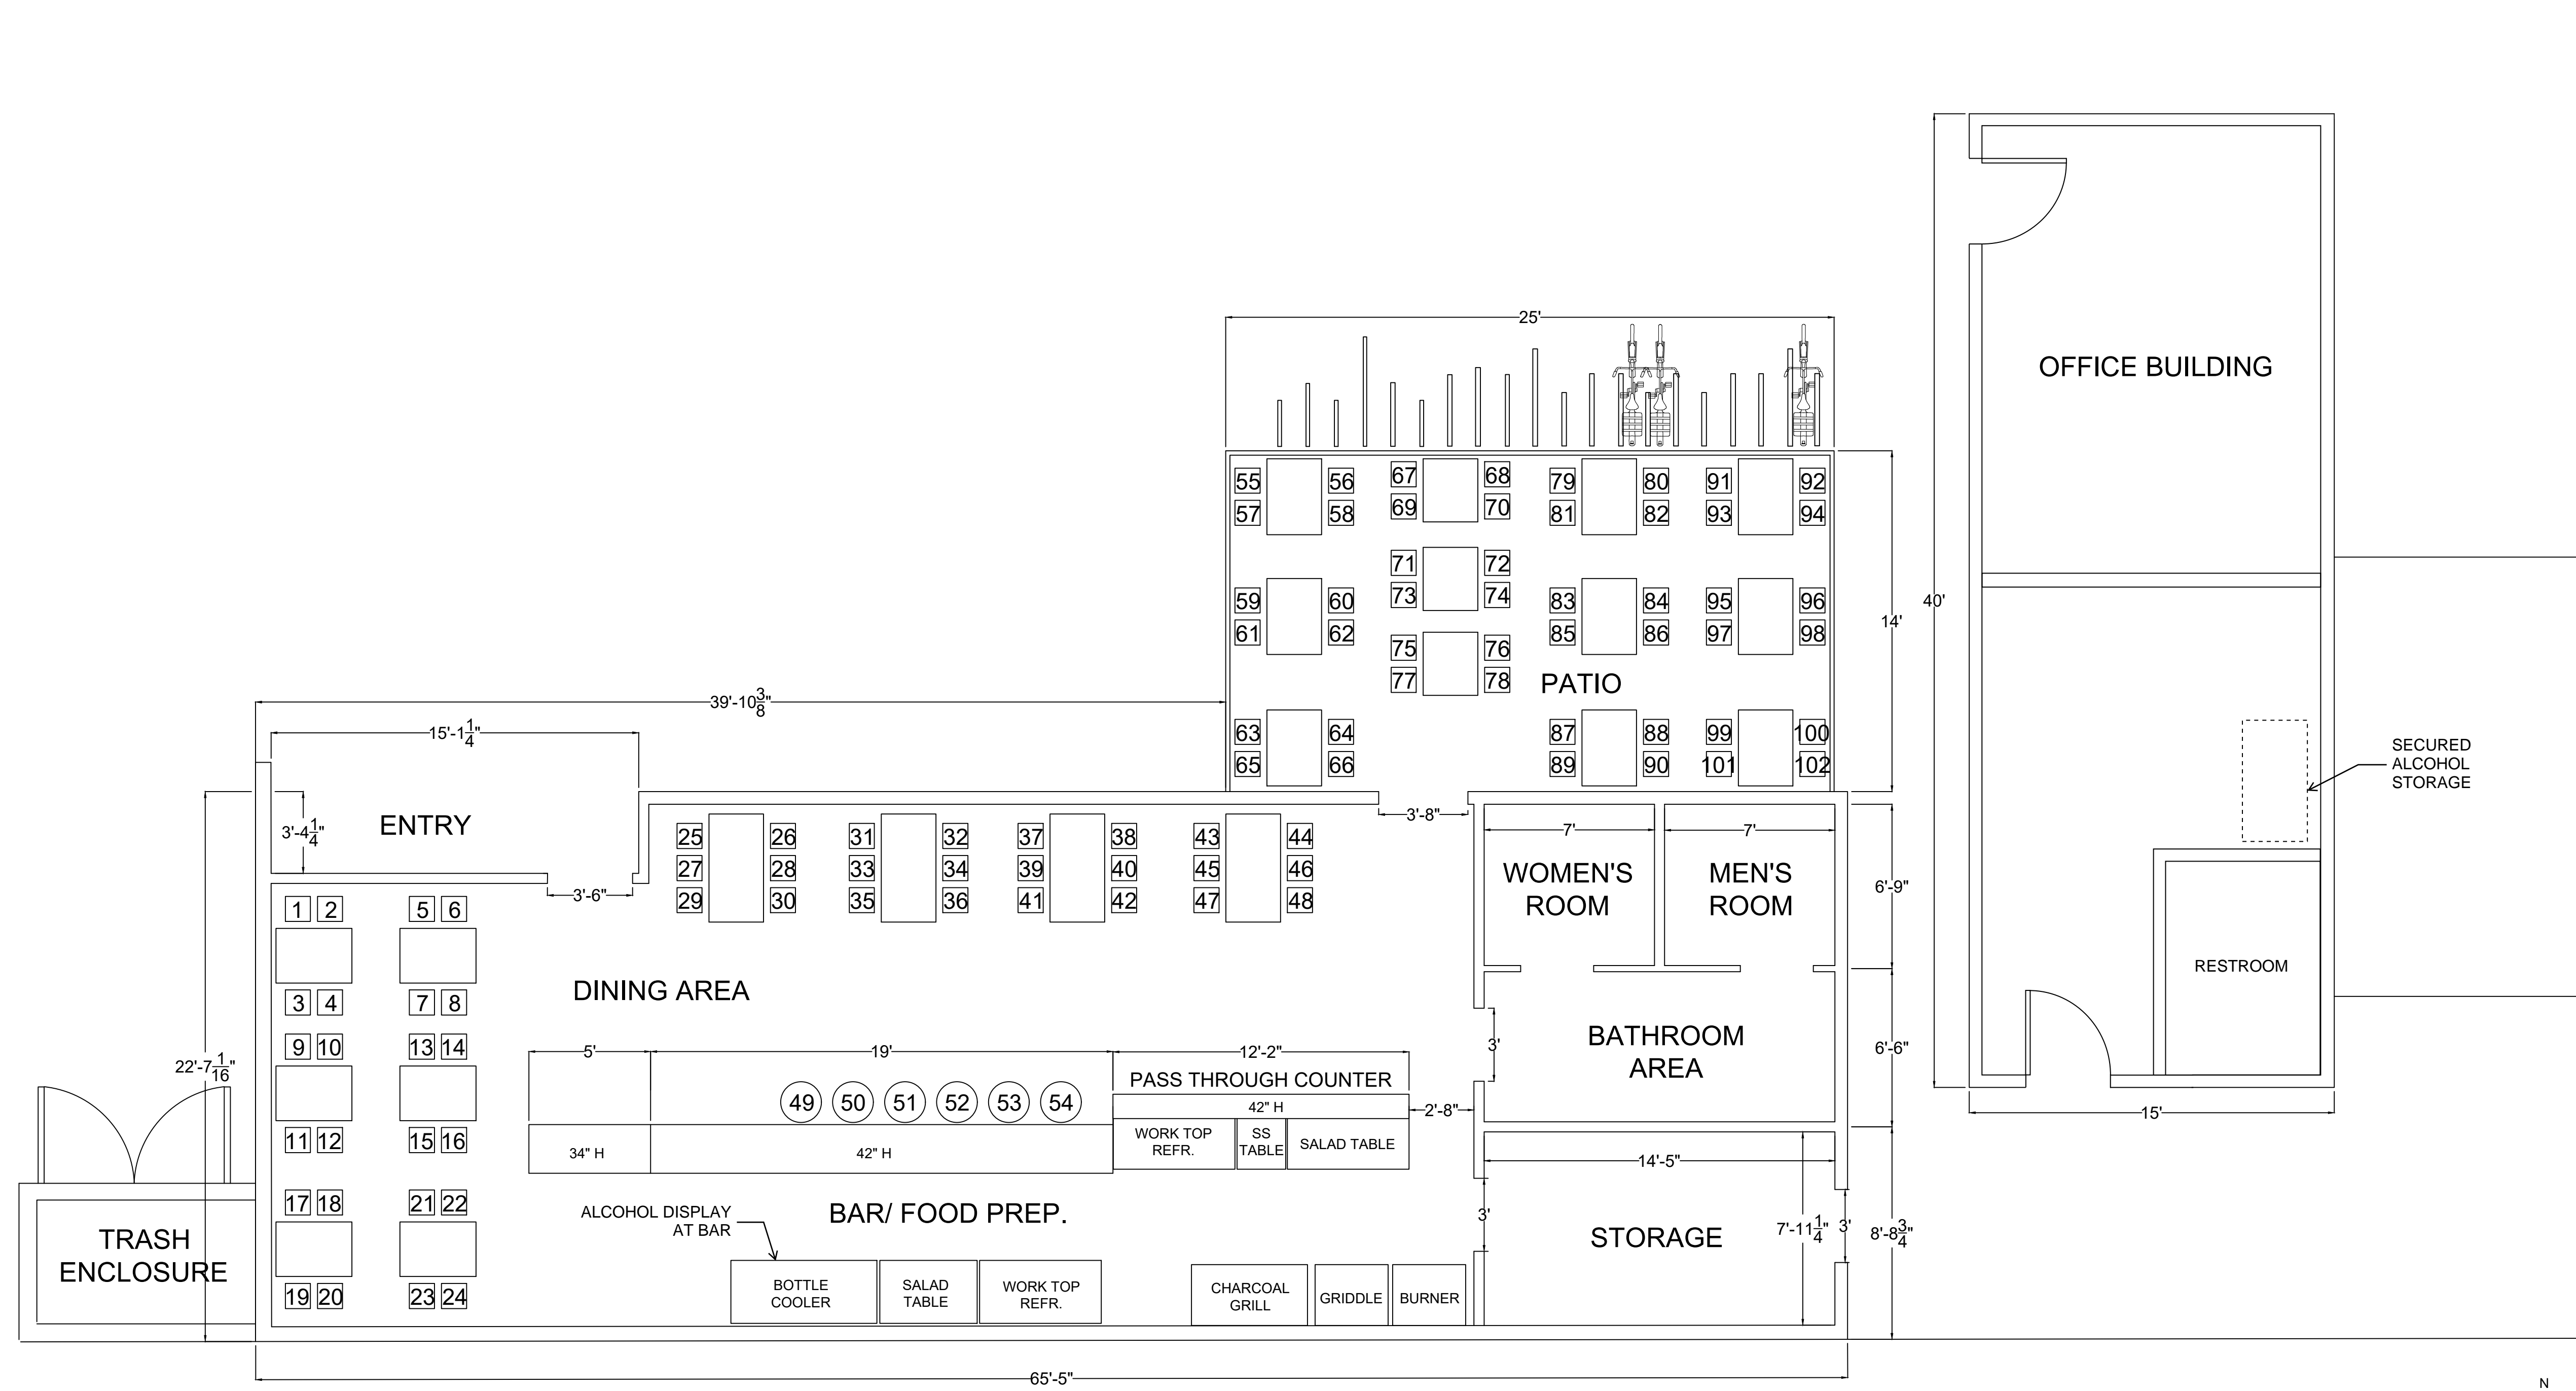 25'
OFFICE BUILDING
55 56 67 68 79 80 91 92
57 58 69 70 81 82 93 94
71 72
59 60 73 74 83 84 95 96
61 62 85 86 97 98
40'
14'
75 76
77 78
PATIO
39'-10 3/8"
15'-1 1/4"
63 64 87 88 99 100
65 66 89 90 101 102
SECURED
ALCOHOL
STORAGE
3'-4 1/4"
ENTRY
3'-8"
3'-6"
25 26 31 32 37 38 43 44
27 28 33 34 39 40 45 46
29 30 35 36 41 42 47 48
7'
7'
WOMEN'S
ROOM
MEN'S
ROOM
6'-9"
1 2 5 6
3 4 7 8
DINING AREA
RESTROOM
9 10 13 14
11 12 15 16
22'-7 1/16"
5'
19'
12'-2"
PASS THROUGH COUNTER
42" H
2'-8"
3'
BATHROOM
AREA
6'-6"
15'
49 50 51 52 53 54
34" H
42" H
WORK TOP
REFR.
SS
TABLE
SALAD TABLE
14'-5"
17 18 21 22
19 20 23 24
ALCOHOL DISPLAY
AT BAR
BAR/ FOOD PREP.
3'
STORAGE
7'-11 1/4"
3'
8'-8 3/4"
TRASH
ENCLOSURE
BOTTLE
COOLER
SALAD
TABLE
WORK TOP
REFR.
CHARCOAL
GRILL
GRIDDLE
BURNER
65'-5"
N